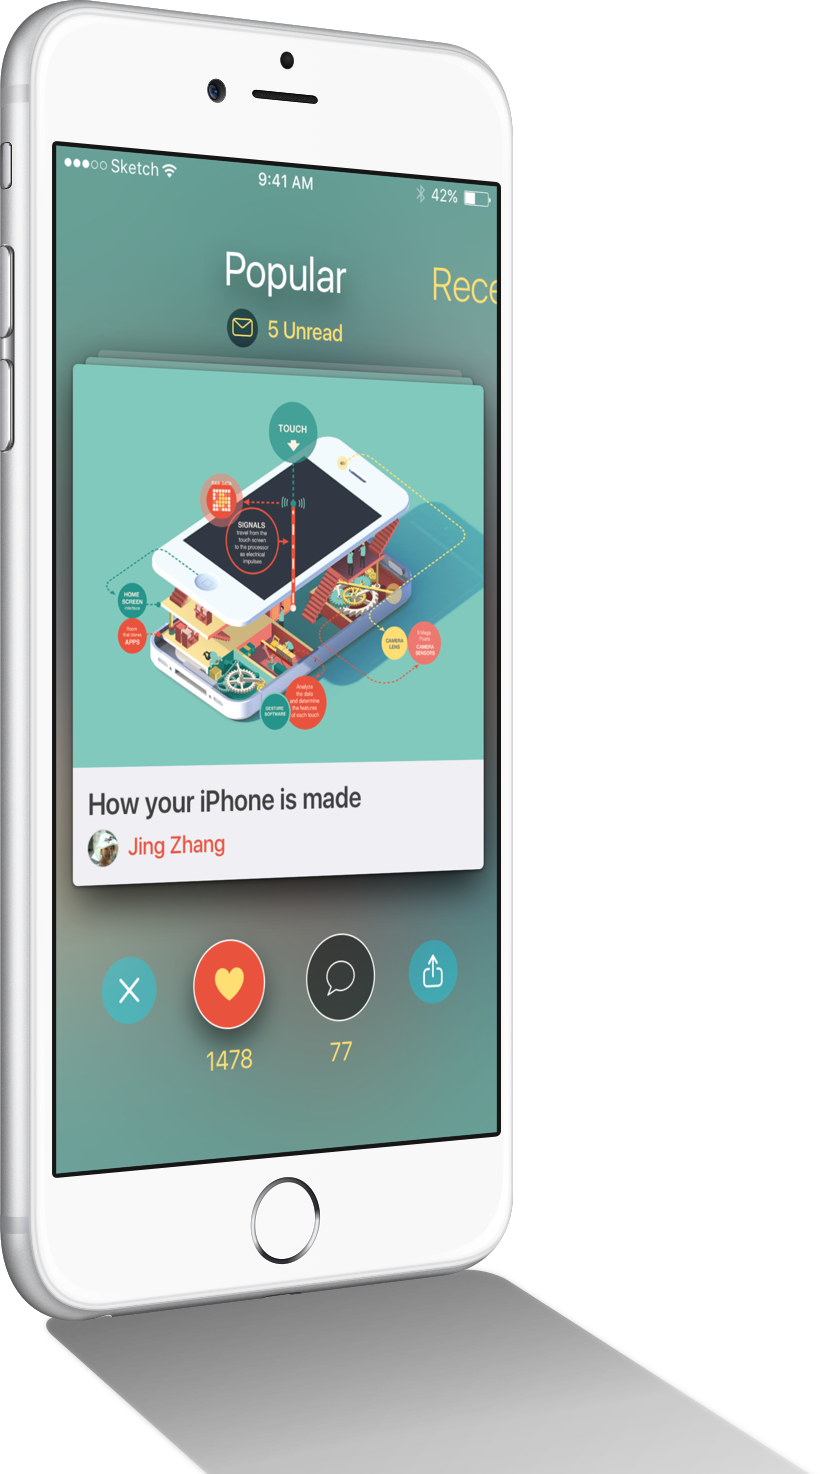 Sketch
9:41 AM
42%
Popular
Rece
5 Unread
TOUCH
RAW DATA
SIGNALS
travel from the
touch screen
to the processor
as electrical
impulses
HOME
SCREEN
interface
Room
that stores
APPS
CAMERA
LENS
8 Mega
Pixels
CAMERA
SENSORS
Analyze
the data
and determine
the features
of each touch
GESTURE
SOFTWARE
How your iPhone is made
Jing Zhang
1478
77